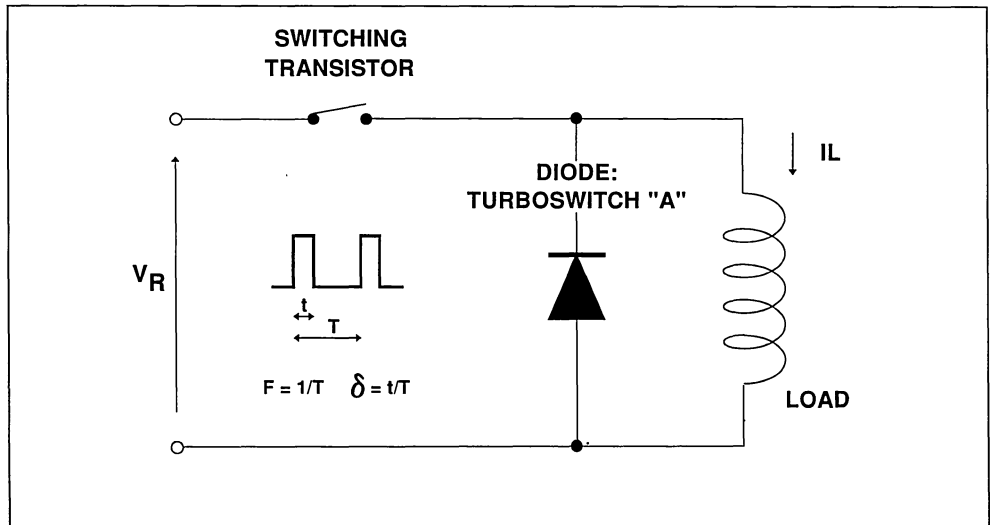 SWITCHING
TRANSISTOR
IL
DIODE:
TURBOSWITCH "A"
VR
t
T
F = 1/T δ = t/T
LOAD